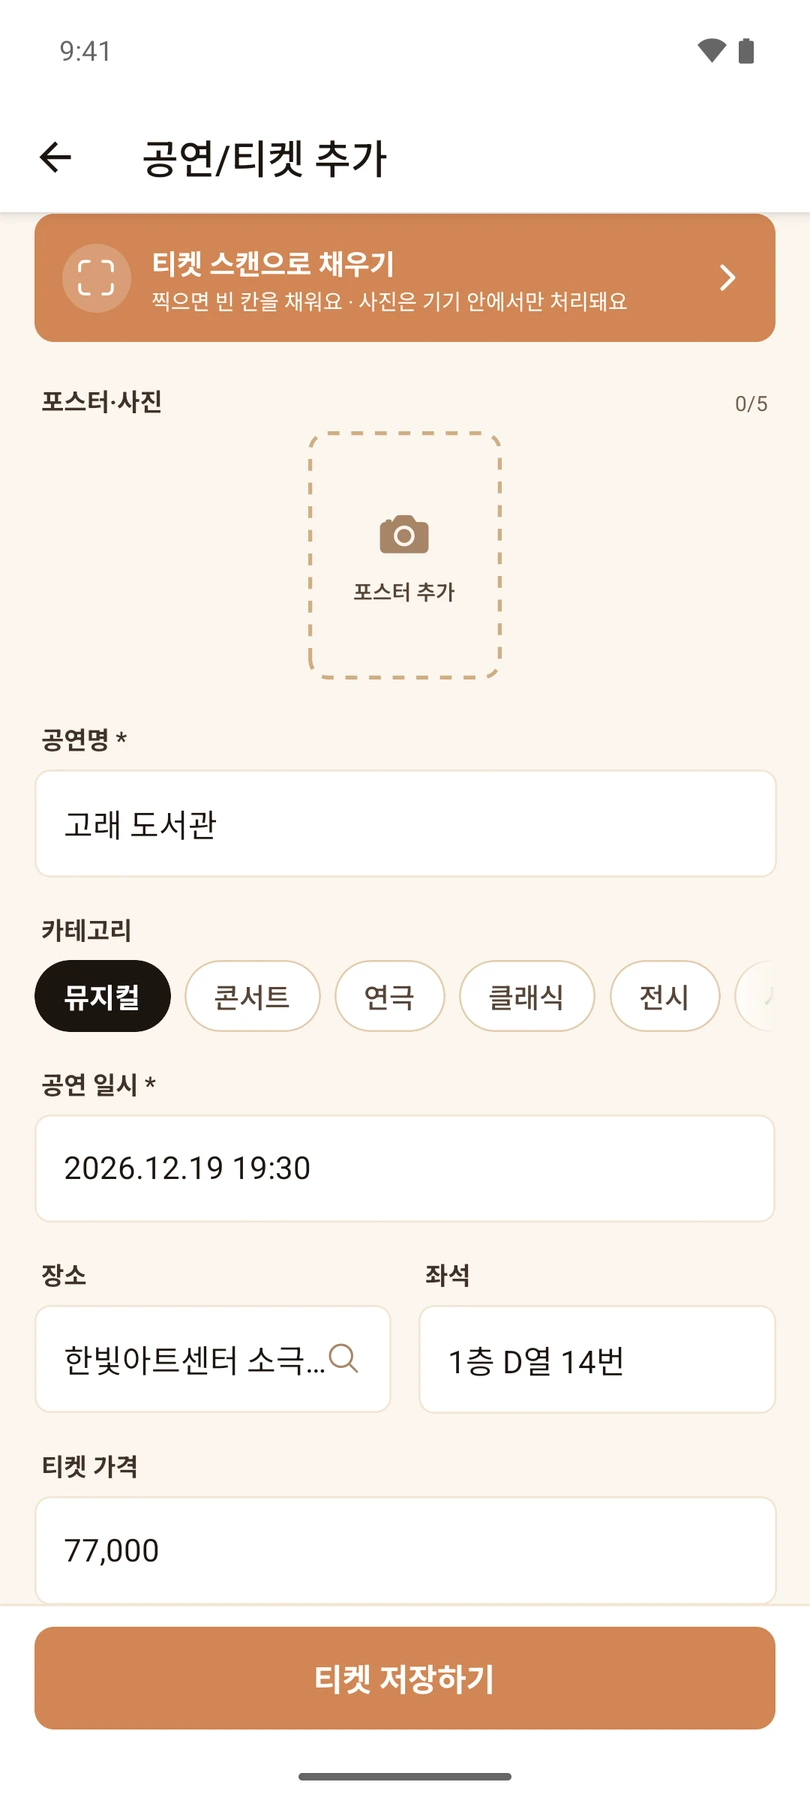 9:41
공연/티켓 추가
티켓 스캔으로 채우기
찍으면 빈 칸을 채워요 · 사진은 기기 안에서만 처리돼요
포스터·사진
0/5
포스터 추가
공연명 *
고래 도서관
카테고리
뮤지컬 콘서트 연극 클래식 전시
공연 일시 *
2026.12.19 19:30
장소 좌석
한빛아트센터 소극... 1층 D열 14번
티켓 가격
77,000
티켓 저장하기